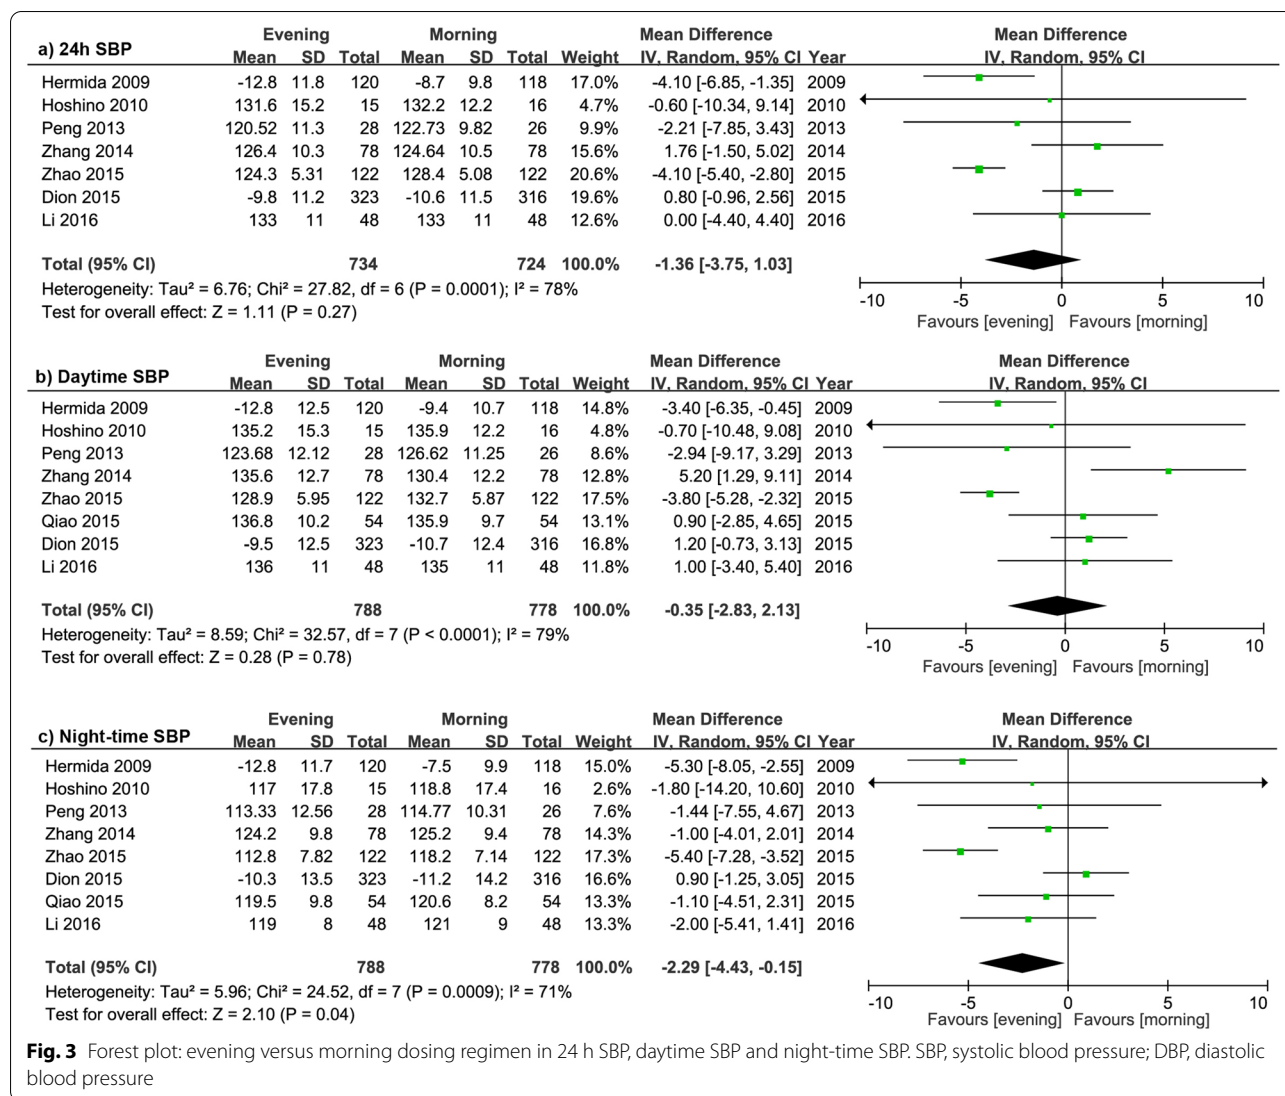 a) 24h SBP Evening Morning Mean Difference Mean Difference
Mean SD Total Mean SD Total Weight IV, Random, 95% CI Year IV, Random, 95% CI
Hermida 2009 -12.8 11.8 120 -8.7 9.8 118 17.0% -4.10 [-6.85, -1.35] 2009
Hoshino 2010 131.6 15.2 15 132.2 12.2 16 4.7% -0.60 [-10.34, 9.14] 2010
Peng 2013 120.52 11.3 28 122.73 9.82 26 9.9% -2.21 [-7.85, 3.43] 2013
Zhang 2014 126.4 10.3 78 124.64 10.5 78 15.6% 1.76 [-1.50, 5.02] 2014
Zhao 2015 124.3 5.31 122 128.4 5.08 122 20.6% -4.10 [-5.40, -2.80] 2015
Dion 2015 -9.8 11.2 323 -10.6 11.5 316 19.6% 0.80 [-0.96, 2.56] 2015
Li 2016 133 11 48 133 11 48 12.6% 0.00 [-4.40, 4.40] 2016
Total (95% CI) 734 724 100.0% -1.36 [-3.75, 1.03]
Heterogeneity: Tau² = 6.76; Chi² = 27.82, df = 6 (P = 0.0001); I² = 78%
Test for overall effect: Z = 1.11 (P = 0.27)
-10 -5 0 5 10
Favours [evening] Favours [morning]
b) Daytime SBP Evening Morning Mean Difference Mean Difference
Mean SD Total Mean SD Total Weight IV, Random, 95% CI Year IV, Random, 95% CI
Hermida 2009 -12.8 12.5 120 -9.4 10.7 118 14.8% -3.40 [-6.35, -0.45] 2009
Hoshino 2010 135.2 15.3 15 135.9 12.2 16 4.8% -0.70 [-10.48, 9.08] 2010
Peng 2013 123.68 12.12 28 126.62 11.25 26 8.6% -2.94 [-9.17, 3.29] 2013
Zhang 2014 135.6 12.7 78 130.4 12.2 78 12.8% 5.20 [1.29, 9.11] 2014
Zhao 2015 128.9 5.95 122 132.7 5.87 122 17.5% -3.80 [-5.28, -2.32] 2015
Qiao 2015 136.8 10.2 54 135.9 9.7 54 13.1% 0.90 [-2.85, 4.65] 2015
Dion 2015 -9.5 12.5 323 -10.7 12.4 316 16.8% 1.20 [-0.73, 3.13] 2015
Li 2016 136 11 48 135 11 48 11.8% 1.00 [-3.40, 5.40] 2016
Total (95% CI) 788 778 100.0% -0.35 [-2.83, 2.13]
Heterogeneity: Tau² = 8.59; Chi² = 32.57, df = 7 (P < 0.0001); I² = 79%
Test for overall effect: Z = 0.28 (P = 0.78)
-10 -5 0 5 10
Favours [evening] Favours [morning]
c) Night-time SBP Evening Morning Mean Difference Mean Difference
Mean SD Total Mean SD Total Weight IV, Random, 95% CI Year IV, Random, 95% CI
Hermida 2009 -12.8 11.7 120 -7.5 9.9 118 15.0% -5.30 [-8.05, -2.55] 2009
Hoshino 2010 117 17.8 15 118.8 17.4 16 2.6% -1.80 [-14.20, 10.60] 2010
Peng 2013 113.33 12.56 28 114.77 10.31 26 7.6% -1.44 [-7.55, 4.67] 2013
Zhang 2014 124.2 9.8 78 125.2 9.4 78 14.3% -1.00 [-4.01, 2.01] 2014
Zhao 2015 112.8 7.82 122 118.2 7.14 122 17.3% -5.40 [-7.28, -3.52] 2015
Dion 2015 -10.3 13.5 323 -11.2 14.2 316 16.6% 0.90 [-1.25, 3.05] 2015
Qiao 2015 119.5 9.8 54 120.6 8.2 54 13.3% -1.10 [-4.51, 2.31] 2015
Li 2016 119 8 48 121 9 48 13.3% -2.00 [-5.41, 1.41] 2016
Total (95% CI) 788 778 100.0% -2.29 [-4.43, -0.15]
Heterogeneity: Tau² = 5.96; Chi² = 24.52, df = 7 (P = 0.0009); I² = 71%
Test for overall effect: Z = 2.10 (P = 0.04)
-10 -5 0 5 10
Favours [evening] Favours [morning]
Fig. 3 Forest plot: evening versus morning dosing regimen in 24 h SBP, daytime SBP and night-time SBP. SBP, systolic blood pressure; DBP, diastolic
blood pressure